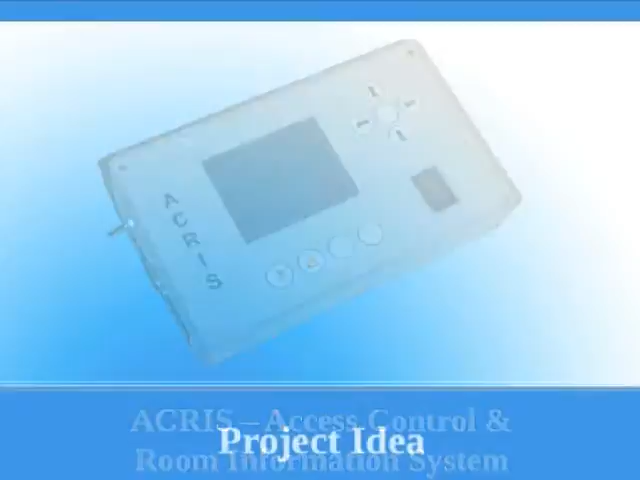 ACRIS
ACRIS – Access Control &
Project Idea
Room Information System